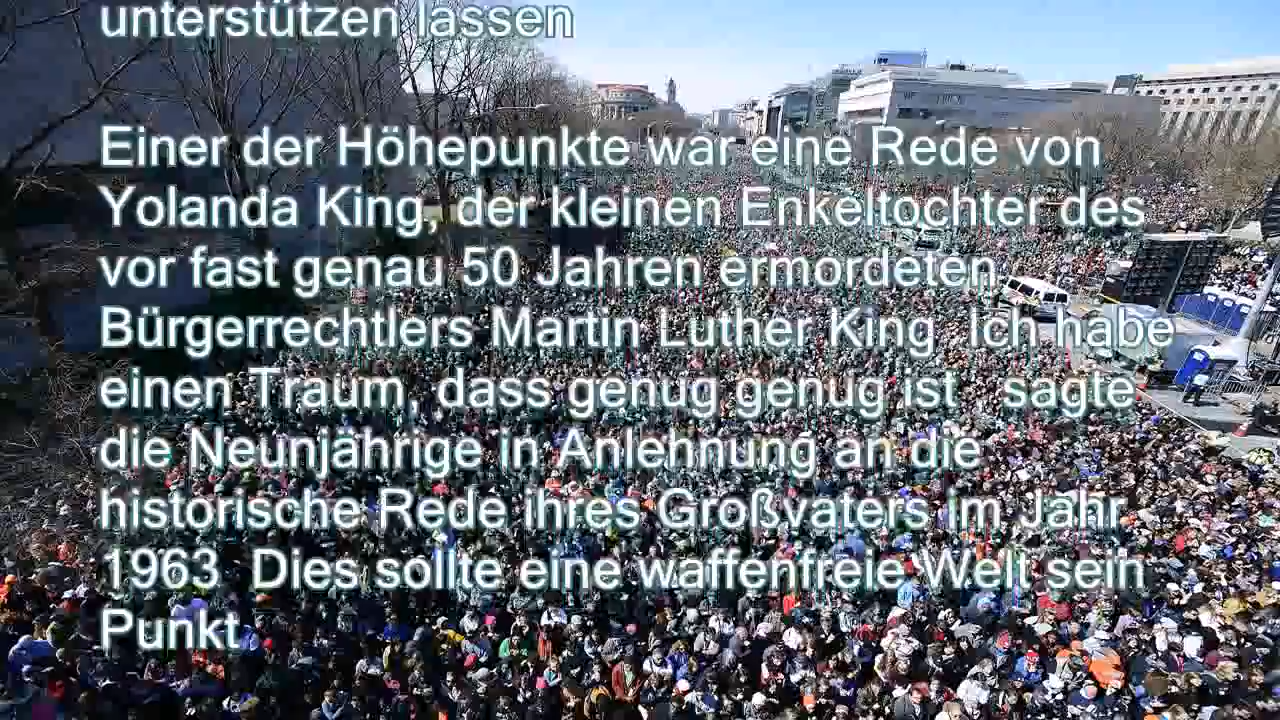 unterstützen lassen
Einer der Höhepunkte war eine Rede von
Yolanda King, der kleinen Enkeltochter des
vor fast genau 50 Jahren ermordeten
Bürgerrechtlers Martin Luther King Ich habe
einen Traum, dass genug genug ist sagte
die Neunjährige in Anlehnung an die
historische Rede ihres Großvaters im Jahr
1963 Dies sollte eine waffenfreie Welt sein
Punkt